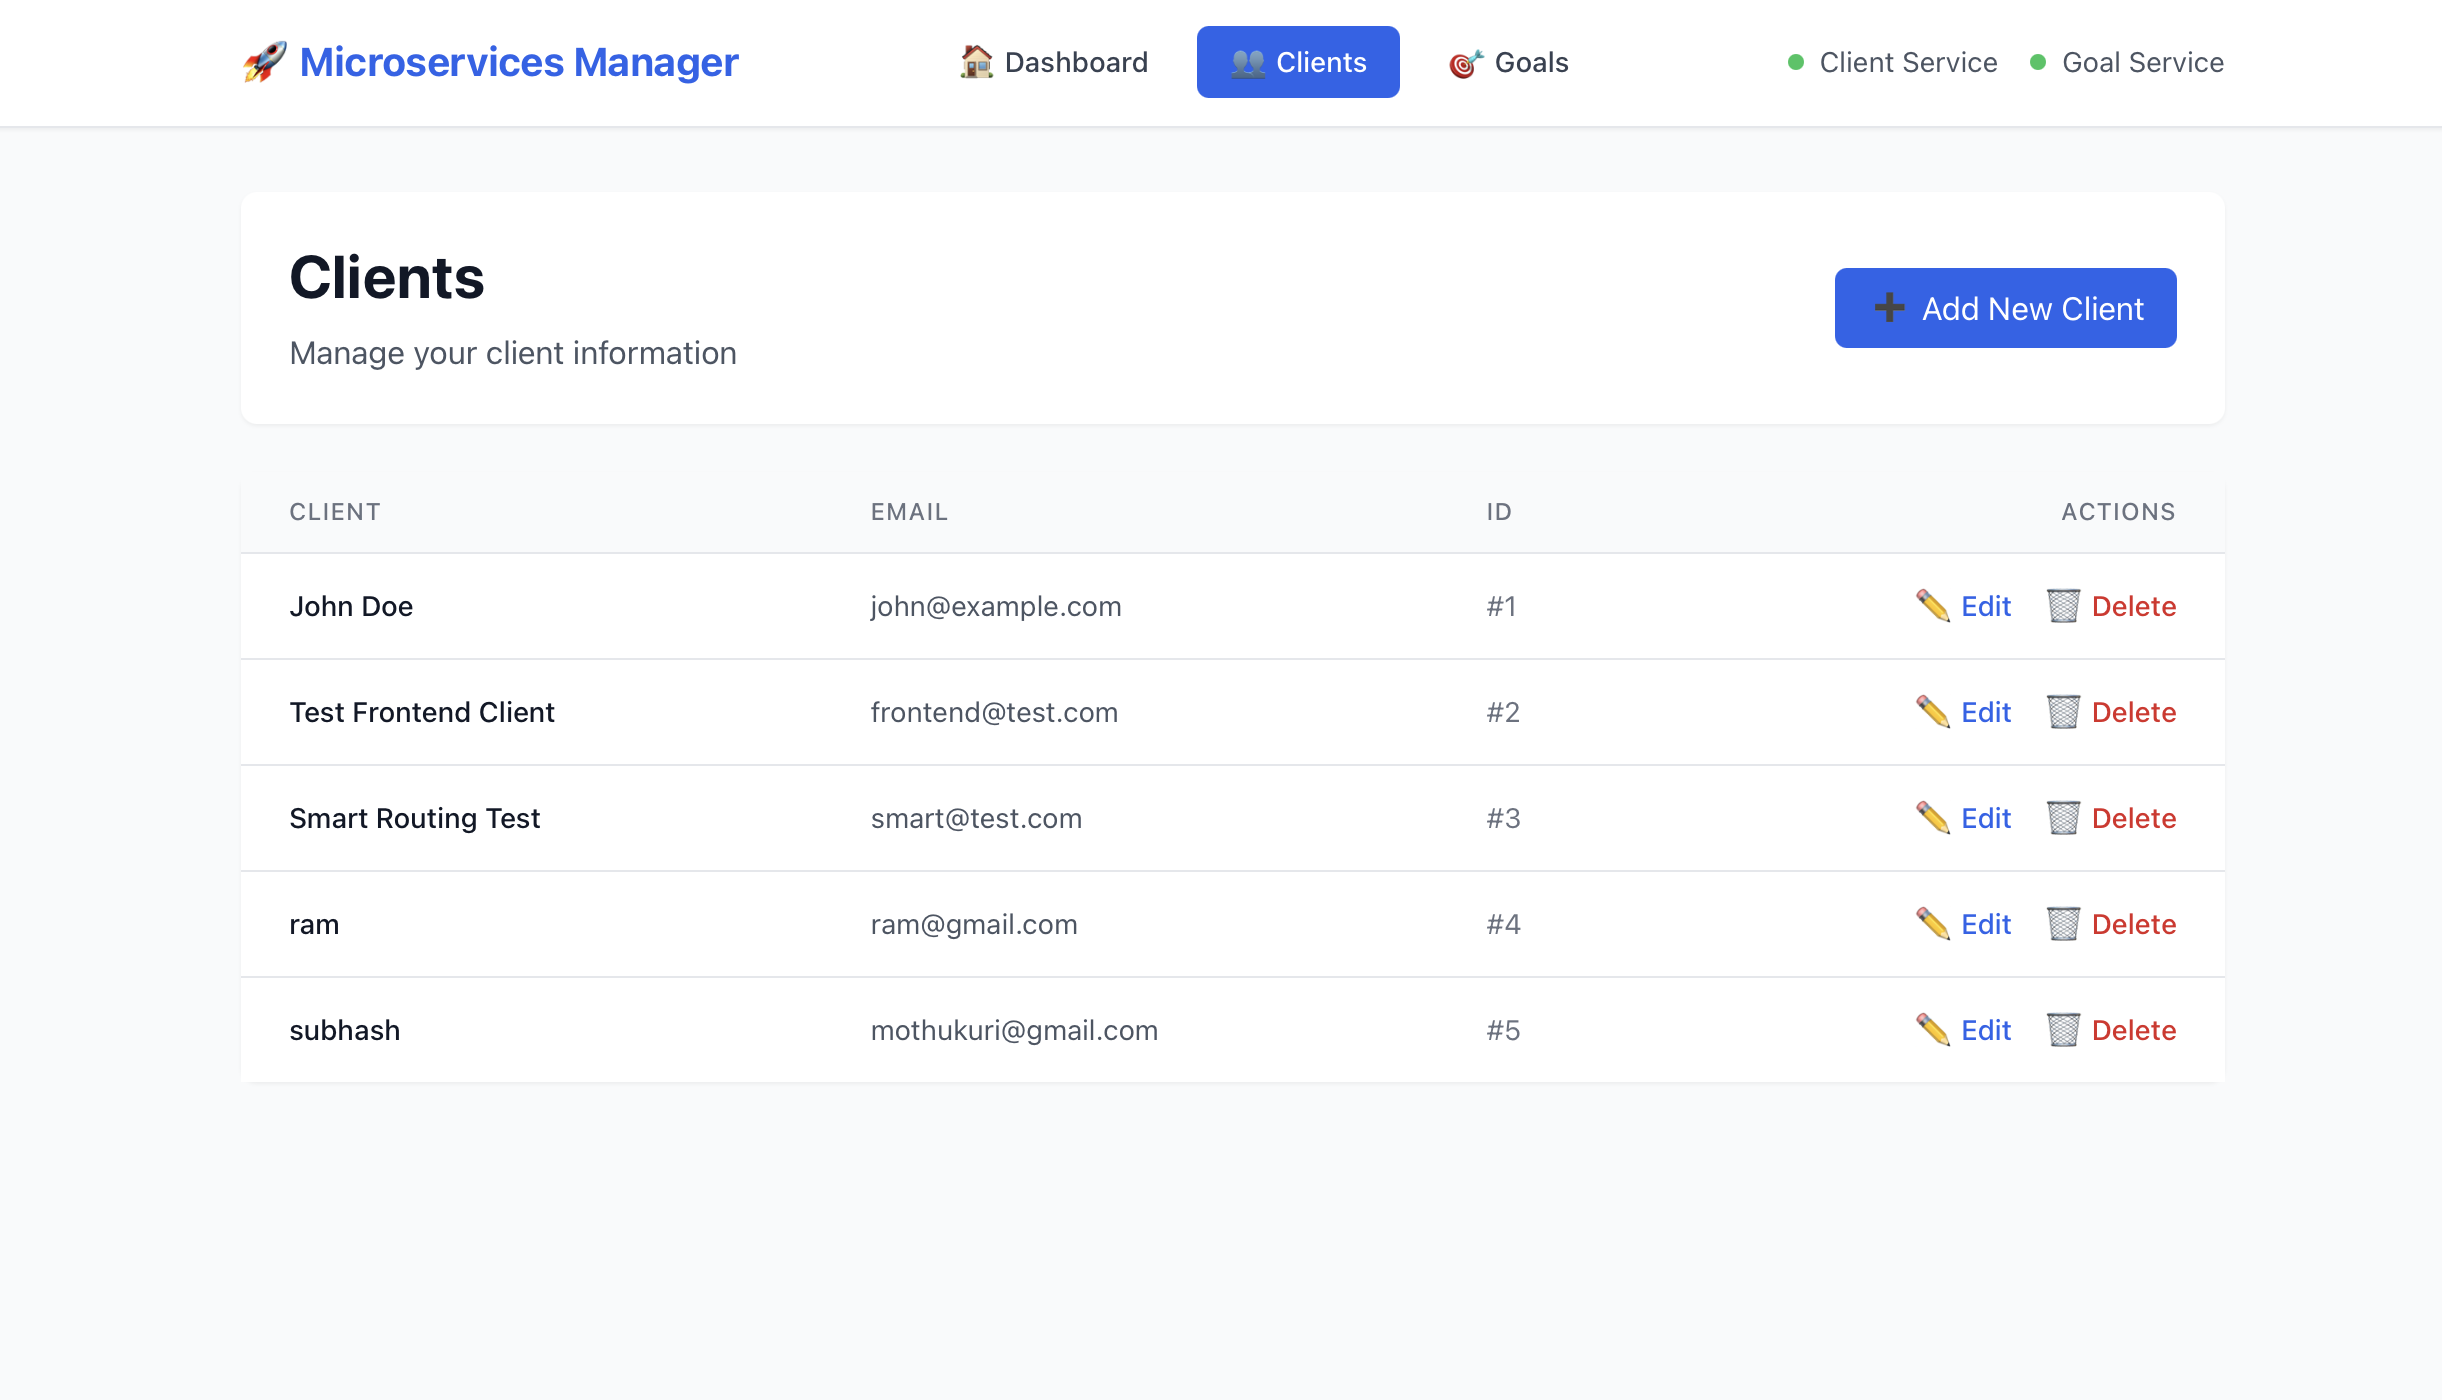 Microservices Manager
Dashboard
Clients
Goals
Client Service
Goal Service
Clients
Manage your client information
Add New Client
CLIENT EMAIL ID ACTIONS
John Doe john@example.com #1 Edit Delete
Test Frontend Client frontend@test.com #2 Edit Delete
Smart Routing Test smart@test.com #3 Edit Delete
ram ram@gmail.com #4 Edit Delete
subhash mothukuri@gmail.com #5 Edit Delete